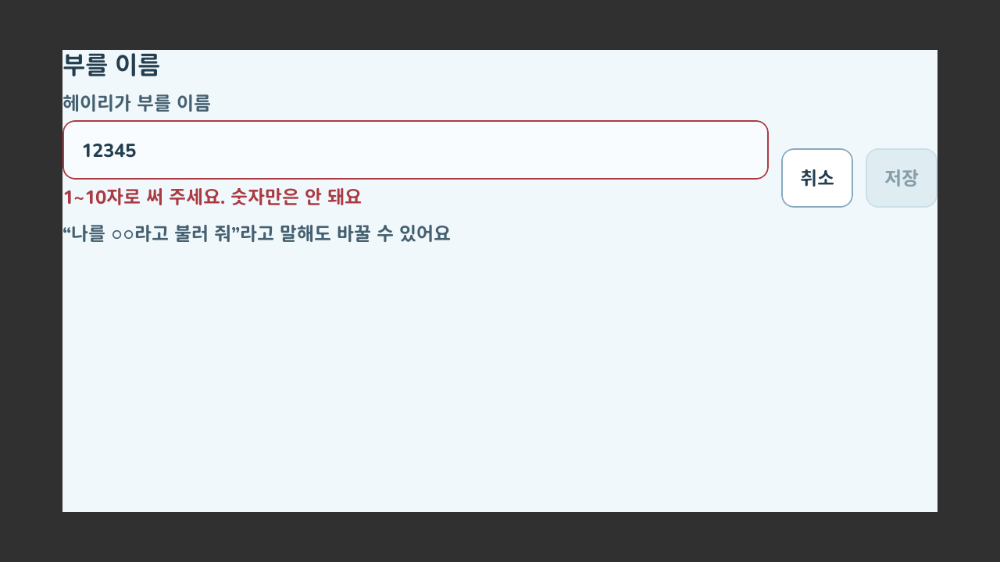 부를 이름
헤이리가 부를 이름
12345
취소
저장
1~10자로 써 주세요. 숫자만은 안 돼요
“나를 ○○라고 불러 줘”라고 말해도 바꿀 수 있어요